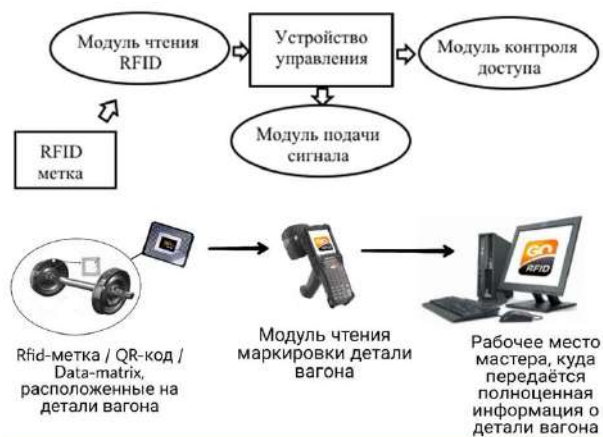 Модуль чтения
RFID
Устройство
управления
Модуль контроля
доступа
RFID
метка
Модуль подачи
сигнала
GO
RFID
Rfid-метка / QR-код /
Data-matrix,
расположенные на
детали вагона
Модуль чтения
маркировки детали
вагона
Рабочее место
мастера, куда
передаётся
полноценная
информация о
детали вагона